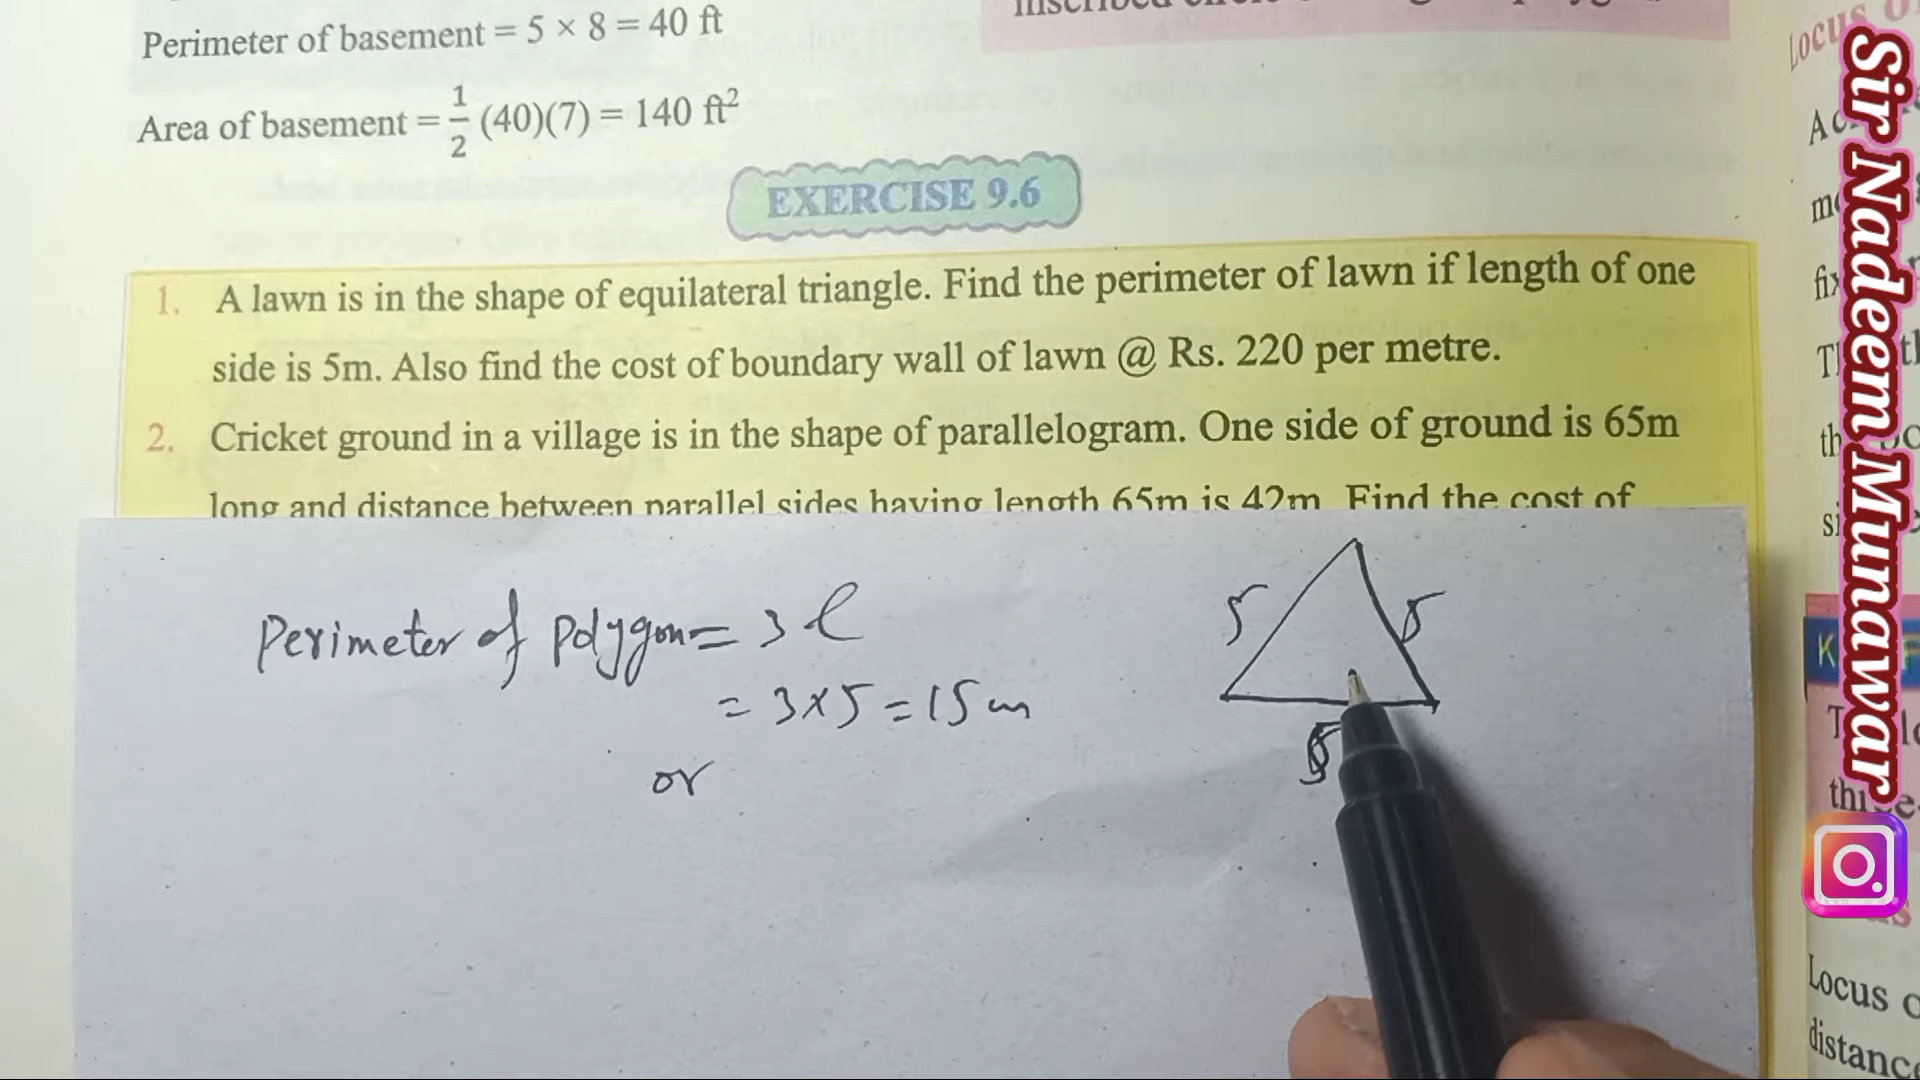 Perimeter of basement = 5 × 8 = 40 ft
Area of basement = 1/2 (40)(7) = 140 ft²
EXERCISE 9.6
1. A lawn is in the shape of equilateral triangle. Find the perimeter of lawn if length of one
side is 5m. Also find the cost of boundary wall of lawn @ Rs. 220 per metre.
2. Cricket ground in a village is in the shape of parallelogram. One side of ground is 65m
long and distance between parallel sides having length 65m is 42m. Find the cost of
Perimeter of Polygon = 3 l
= 3×5 = 15 m
or
5
5
5
Locus
Locus
distanc
Sir Nadeem Munawar